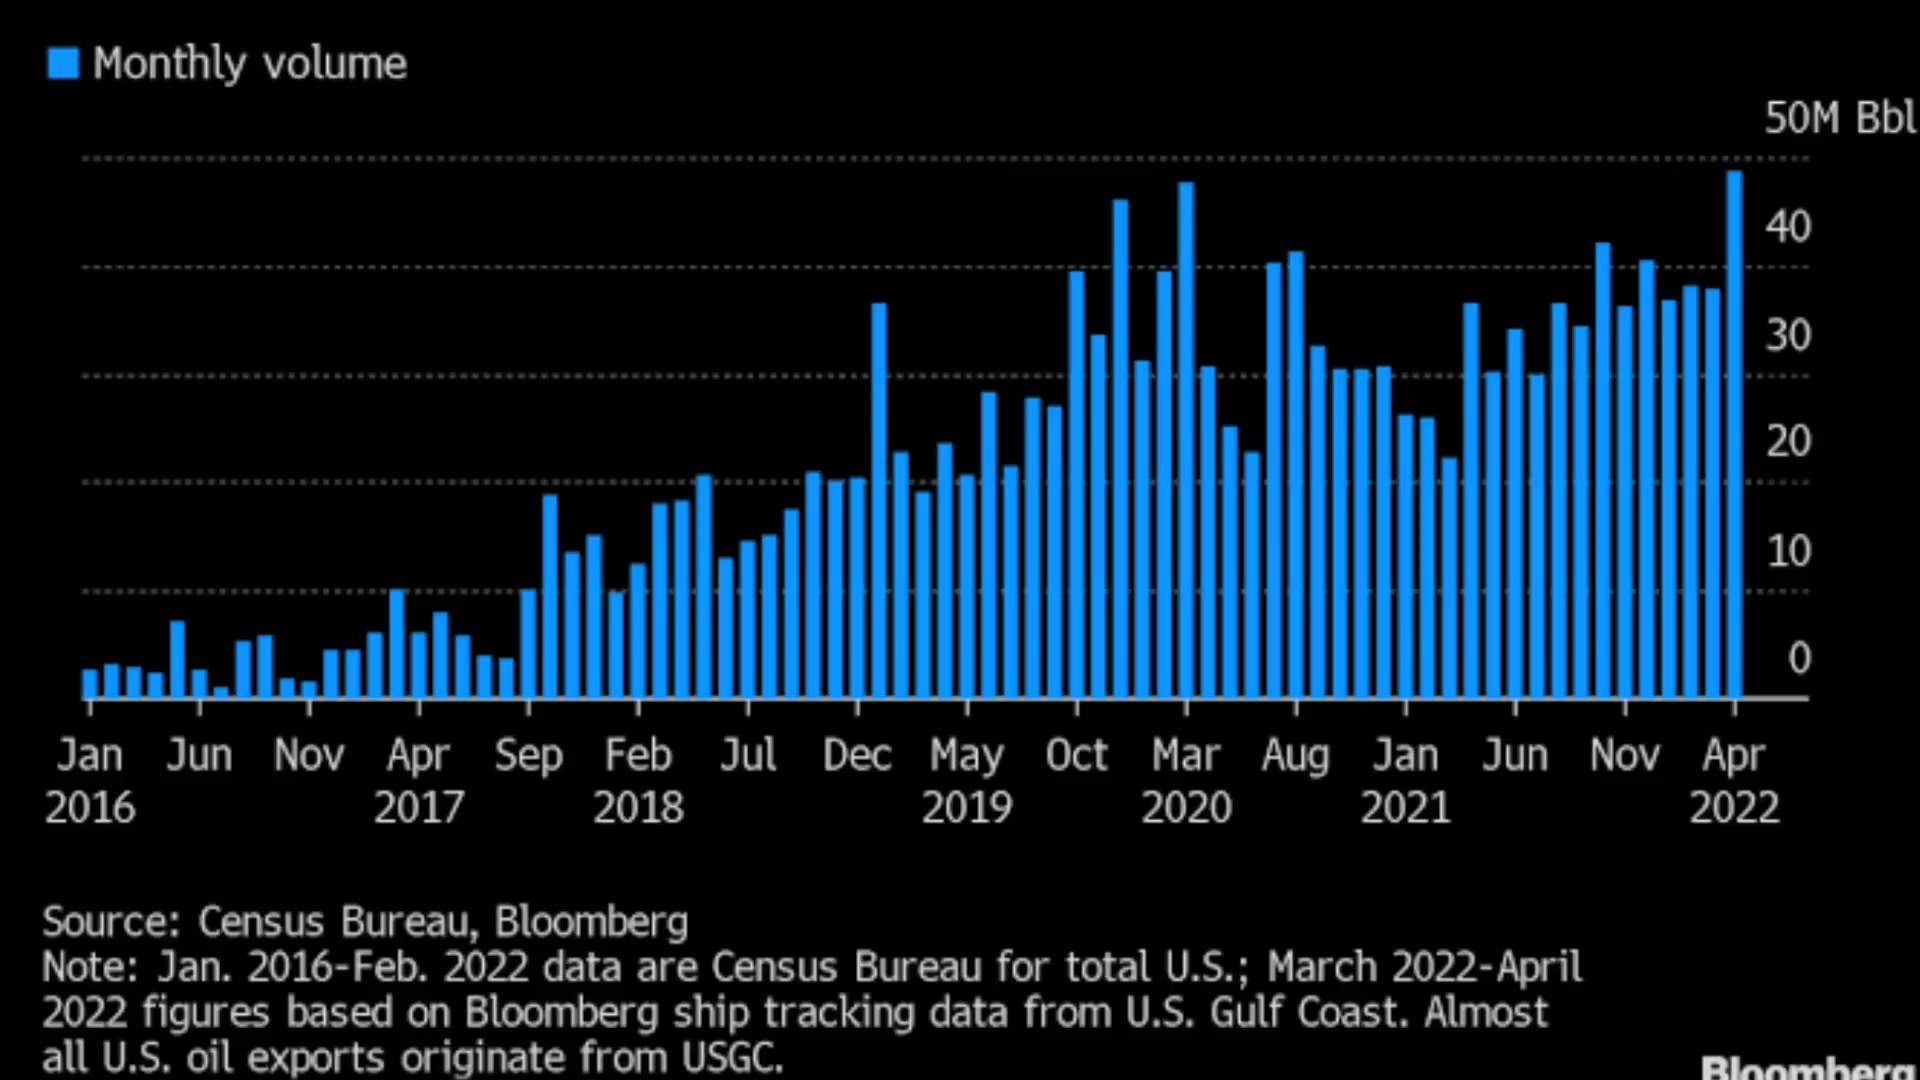 Monthly volume
50M Bbl
40
30
20
10
0
Jan Jun Nov Apr Sep Feb Jul Dec May Oct Mar Aug Jan Jun Nov Apr
2016 2017 2018 2019 2020 2021 2022
Source: Census Bureau, Bloomberg
Note: Jan. 2016-Feb. 2022 data are Census Bureau for total U.S.; March 2022-April
2022 figures based on Bloomberg ship tracking data from U.S. Gulf Coast. Almost
all U.S. oil exports originate from USGC.
Bloomberg